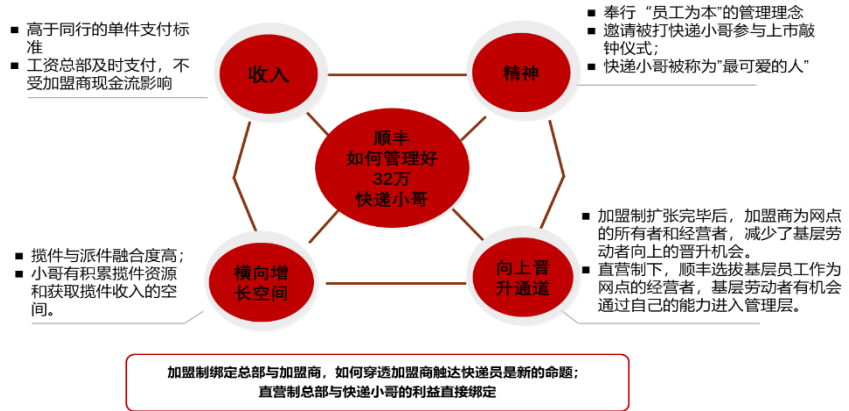 ■ 高于同行的单件支付标
准
■ 工资总部及时支付，不
受加盟商现金流影响
收入
精神
■ 奉行“员工为本”的管理理念
■ 邀请被打快递小哥参与上市敲
钟仪式；
■ 快递小哥被称为”最可爱的人”
顺丰
如何管理好
32万
快递小哥
■ 揽件与派件融合度高；
■ 小哥有积累揽件资源
和获取揽件收入的空
间。
横向增
长空间
向上晋
升通道
■ 加盟制扩张完毕后，加盟商为网点
的所有者和经营者，减少了基层劳
动者向上的晋升机会。
■ 直营制下，顺丰选拔基层员工作为
网点的经营者，基层劳动者有机会
通过自己的能力进入管理层。
加盟制绑定总部与加盟商，如何穿透加盟商触达快递员是新的命题；
直营制总部与快递小哥的利益直接绑定